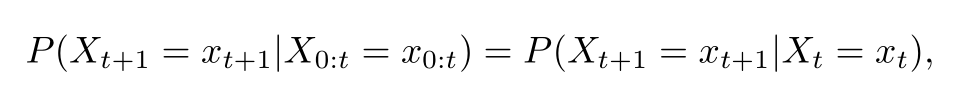 P(X_{t+1} = x_{t+1}|X_{0:t} = x_{0:t}) = P(X_{t+1} = x_{t+1}|X_t = x_t),